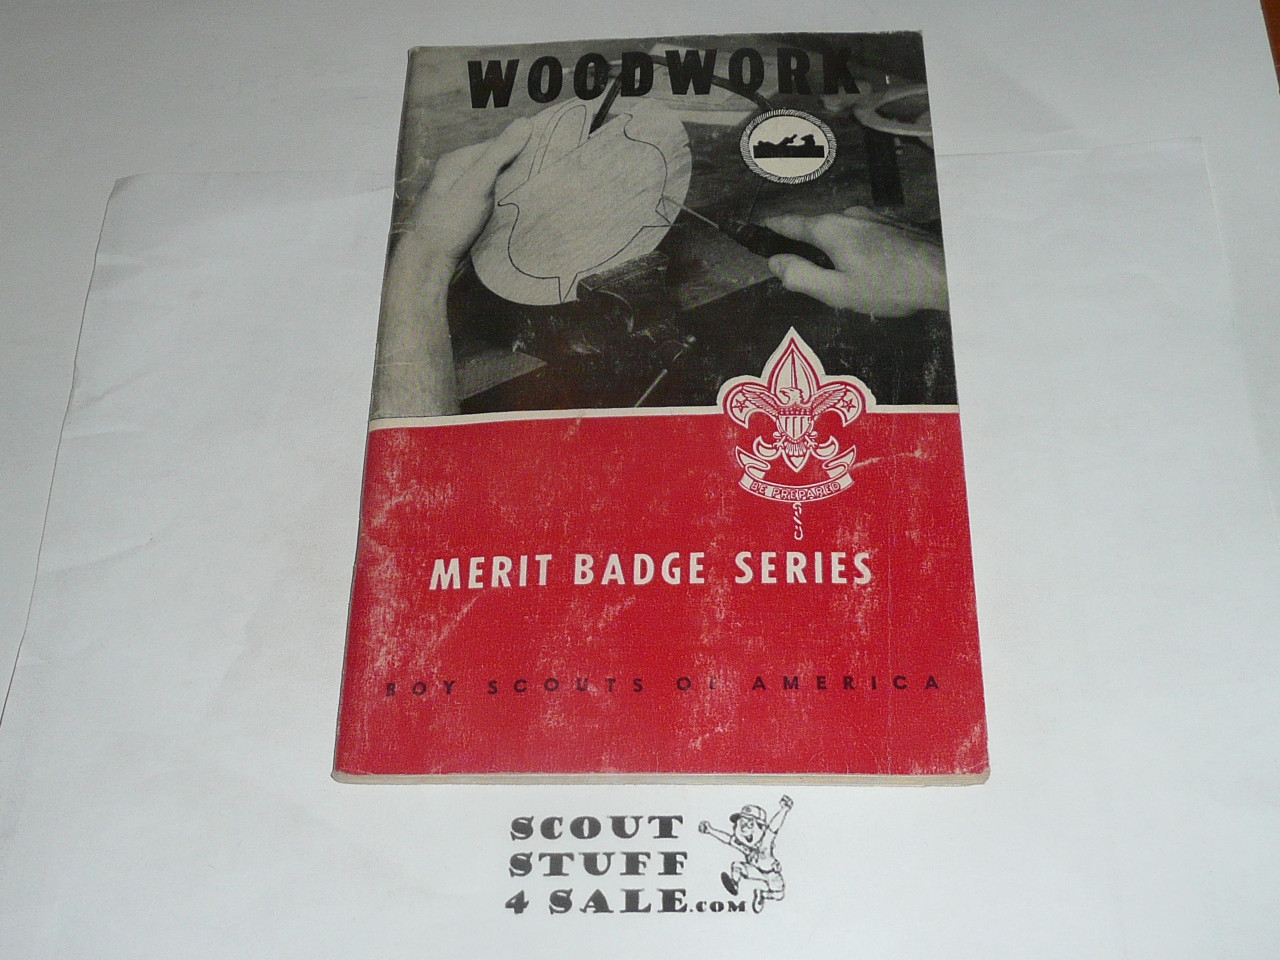 WOODWORK
BE PREPARED
MERIT BADGE SERIES
BOY SCOUTS OF AMERICA
SCOUT
STUFF
4 SALE.COM